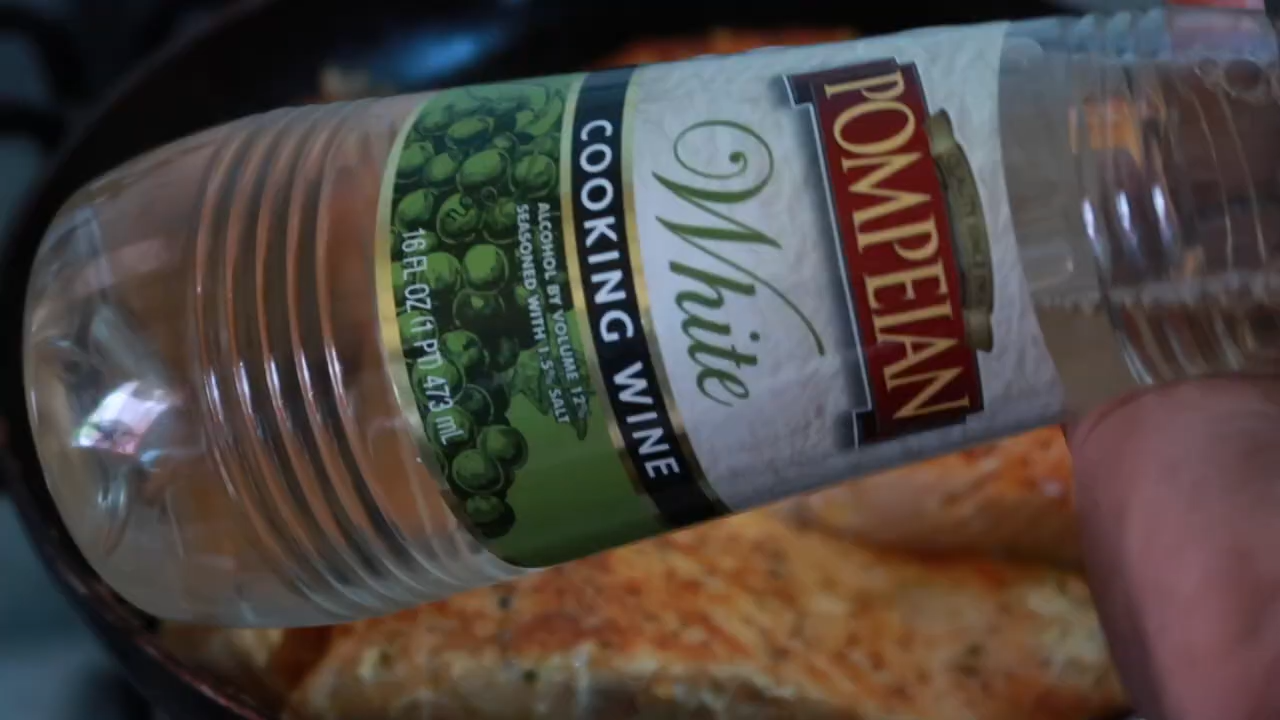 POMPEIAN
White
COOKING WINE
ALCOHOL BY VOLUME 12%
SEASONED WITH 1.5% SALT
16 FL OZ (1 PT) 473 mL